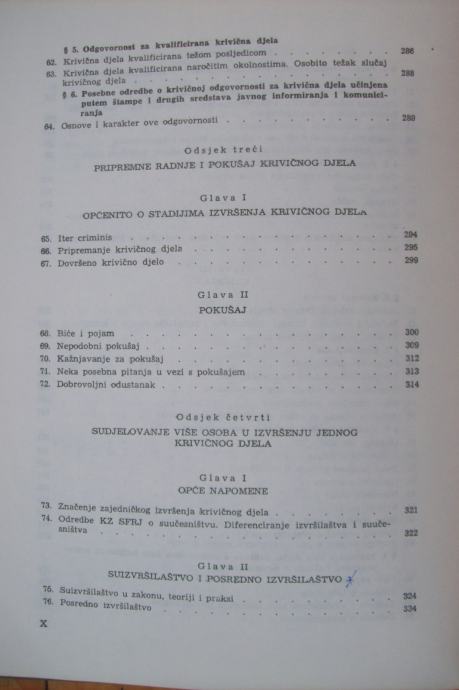 § 5. Odgovornost za kvalificirana krivična djela
62. Krivična djela kvalificirana težom posljedicom . . . . . . . 286
63. Krivična djela kvalificirana naročitim okolnostima. Osobito težak slučaj
krivičnog djela . . . . . . . . . . . . . . . 288
§ 6. Posebne odredbe o krivičnoj odgovornosti za krivična djela učinjena
putem štampe i drugih sredstava javnog informiranja i komunici-
ranja
64. Osnove i karakter ove odgovornosti . . . . . . . . . . 289
Odsjek treći
PRIPREMNE RADNJE I POKUŠAJ KRIVIČNOG DJELA
Glava I
OPĆENITO O STADIJIMA IZVRŠENJA KRIVIČNOG DJELA
65. Iter criminis . . . . . . . . . . . . . . . 294
66. Pripremanje krivičnog djela . . . . . . . . . . . . 295
67. Dovršeno krivično djelo . . . . . . . . . . . . . 299
Glava II
POKUŠAJ
68. Biće i pojam . . . . . . . . . . . . . . . 300
69. Nepodobni pokušaj . . . . . . . . . . . . . . 309
70. Kažnjavanje za pokušaj . . . . . . . . . . . . . 312
71. Neka posebna pitanja u vezi s pokušajem . . . . . . . . . 313
72. Dobrovoljni odustanak . . . . . . . . . . . . . 314
Odsjek četvrti
SUDJELOVANJE VIŠE OSOBA U IZVRŠENJU JEDNOG
KRIVIČNOG DJELA
Glava I
OPĆE NAPOMENE
73. Značenje zajedničkog izvršenja krivičnog djela . . . . . . . . 321
74. Odredbe KZ SFRJ o suučesništvu. Diferenciranje izvršilaštva i suuče-
sništva . . . . . . . . . . . . . . . . 322
Glava II
SUIZVRŠILAŠTVO I POSREDNO IZVRŠILAŠTVO
75. Suizvršilaštvo u zakonu, teoriji i praksi . . . . . . . . . 324
76. Posredno izvršilaštvo . . . . . . . . . . . . . 334
X